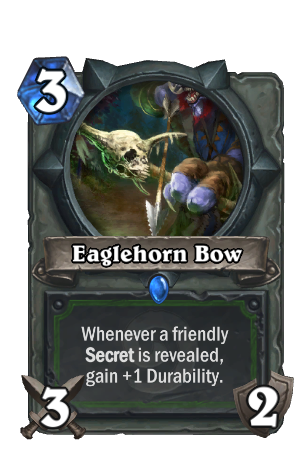 3
Eaglehorn Bow
Whenever a friendly
Secret is revealed,
gain +1 Durability.
3
2